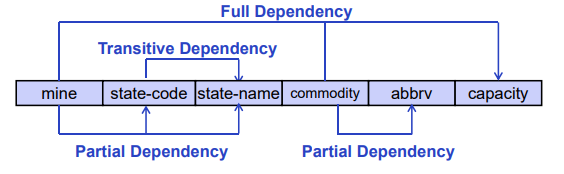 Full Dependency
Transitive Dependency
mine state-code state-name commodity abbrv capacity
Partial Dependency Partial Dependency